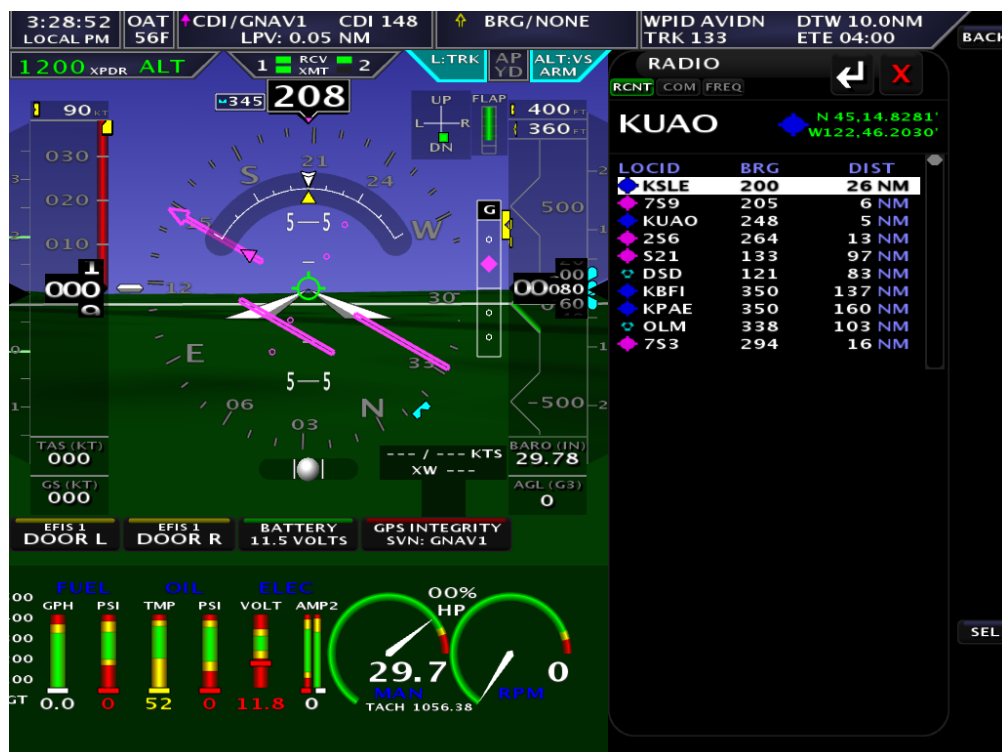 3:28:52
LOCAL PM
OAT
56F
CDI/GNAV1 CDI 148
LPV: 0.05 NM
BRG/NONE
WPID AVIDN DTW 10.0NM
TRK 133 ETE 04:00
BACK
1200 XPDR ALT
1 RCV 2
XMT
L:TRK
AP
YD
ALT:VS
ARM
RADIO
X
RCNT COM FREQ
KUAO
N 45,14.8281'
W122,46.2030'
LOCID BRG DIST
KSLE 200 26 NM
7S9 205 6 NM
KUAO 248 5 NM
2S6 264 13 NM
S21 133 97 NM
DSD 121 83 NM
KBFI 350 137 NM
KPAE 350 160 NM
OLM 338 103 NM
7S3 294 16 NM
SEL
345
208
UP
L R
DN
FLAP
90 KT
400 FT
360 FT
030
020
010
000
S
21
24
W
30
33
N
03
06
E
12
15
5 5
5 5
G
500
080
60
-500
TAS (KT)
000
GS (KT)
000
--- / --- KTS
XW ---
BARO (IN)
29.78
AGL (G3)
0
EFIS 1
DOOR L
EFIS 1
DOOR R
BATTERY
11.5 VOLTS
GPS INTEGRITY
SVN: GNAV1
FUEL OIL ELEC
GPH PSI TMP PSI VOLT AMP2
0.0 0 52 0 11.8 0
00%
HP
29.7
MAN
TACH 1056.38
0
RPM